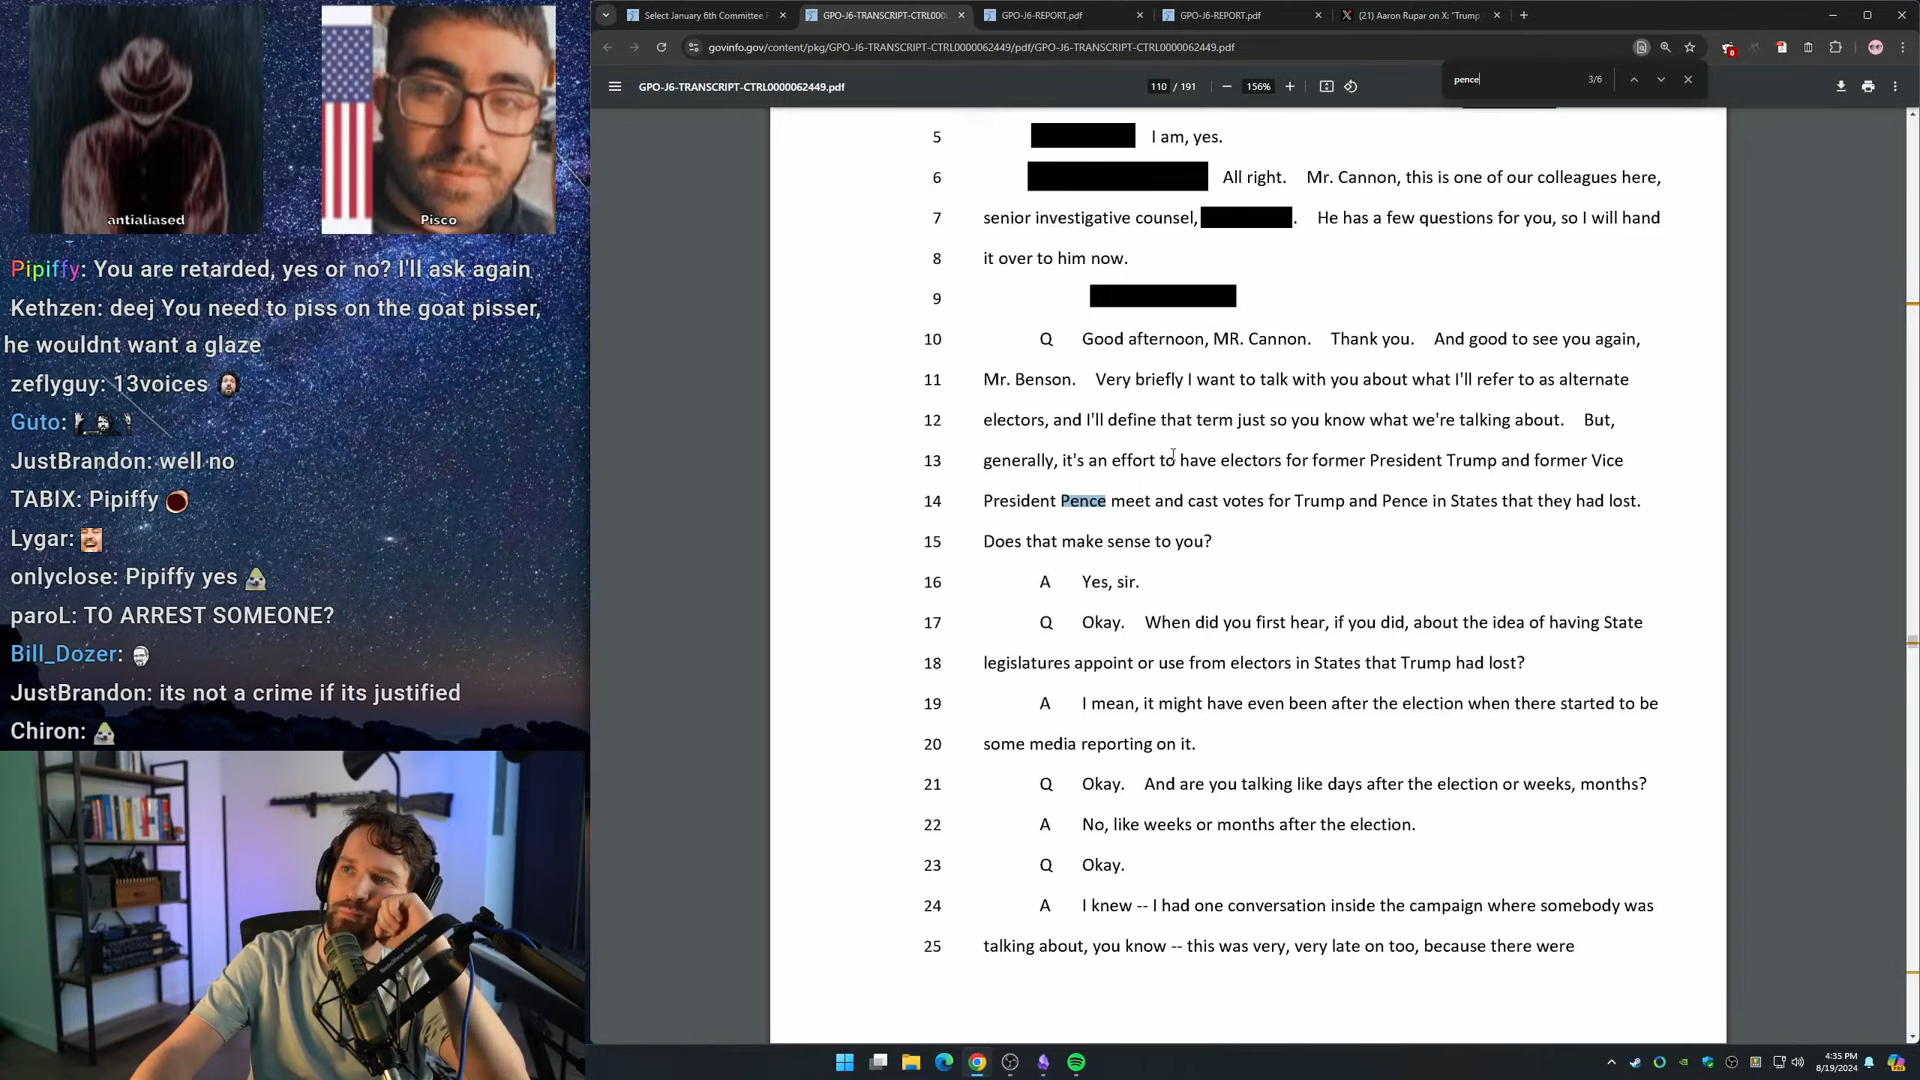 Select January 6th Committee F
GPO-J6-TRANSCRIPT-CTRL000
GPO-J6-REPORT.pdf
GPO-J6-REPORT.pdf
(21) Aaron Rupar on X: "Trump
govinfo.gov/content/pkg/GPO-J6-TRANSCRIPT-CTRL0000062449/pdf/GPO-J6-TRANSCRIPT-CTRL0000062449.pdf
0
pence
3/6
GPO-J6-TRANSCRIPT-CTRL0000062449.pdf
110 / 191
156%
antialiased
Pisco
Pipiffy: You are retarded, yes or no? I'll ask again
Kethzen: deej You need to piss on the goat pisser,
he wouldnt want a glaze
zeflyguy: 13voices
Guto:
JustBrandon: well no
TABIX: Pipiffy
Lygar:
onlyclose: Pipiffy yes
paroL: TO ARREST SOMEONE?
Bill_Dozer:
JustBrandon: its not a crime if its justified
Chiron:
5 I am, yes.
6 All right. Mr. Cannon, this is one of our colleagues here,
7 senior investigative counsel, . He has a few questions for you, so I will hand
8 it over to him now.
9
10 Q Good afternoon, MR. Cannon. Thank you. And good to see you again,
11 Mr. Benson. Very briefly I want to talk with you about what I'll refer to as alternate
12 electors, and I'll define that term just so you know what we're talking about. But,
13 generally, it's an effort to have electors for former President Trump and former Vice
14 President Pence meet and cast votes for Trump and Pence in States that they had lost.
15 Does that make sense to you?
16 A Yes, sir.
17 Q Okay. When did you first hear, if you did, about the idea of having State
18 legislatures appoint or use from electors in States that Trump had lost?
19 A I mean, it might have even been after the election when there started to be
20 some media reporting on it.
21 Q Okay. And are you talking like days after the election or weeks, months?
22 A No, like weeks or months after the election.
23 Q Okay.
24 A I knew -- I had one conversation inside the campaign where somebody was
25 talking about, you know -- this was very, very late on too, because there were
4:35 PM
8/19/2024